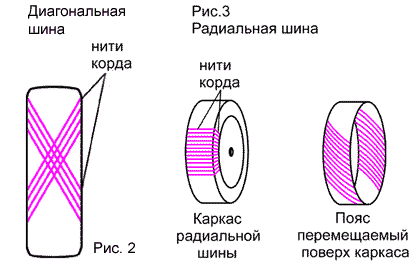 Диагональная
шина
нити
корда
Рис. 2
Рис.3
Радиальная шина
нити
корда
Каркас
радиальной
шины
Пояс
перемещаемый
поверх каркаса